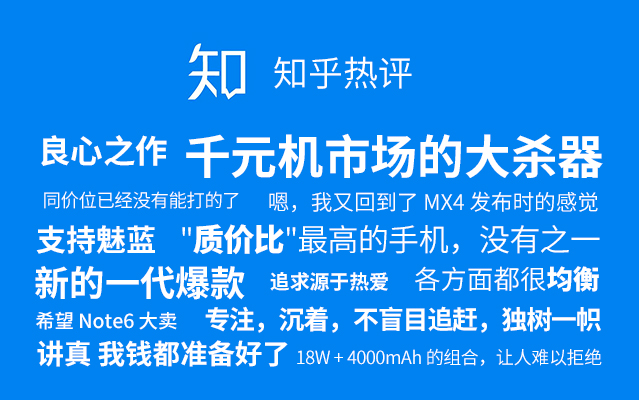 知 知乎热评
良心之作 千元机市场的大杀器
同价位已经没有能打的了 嗯，我又回到了 MX4 发布时的感觉
支持魅蓝 "质价比"最高的手机，没有之一
新的一代爆款 追求源于热爱 各方面都很均衡
希望 Note6 大卖 专注，沉着，不盲目追赶，独树一帜
讲真 我钱都准备好了 18W + 4000mAh 的组合，让人难以拒绝